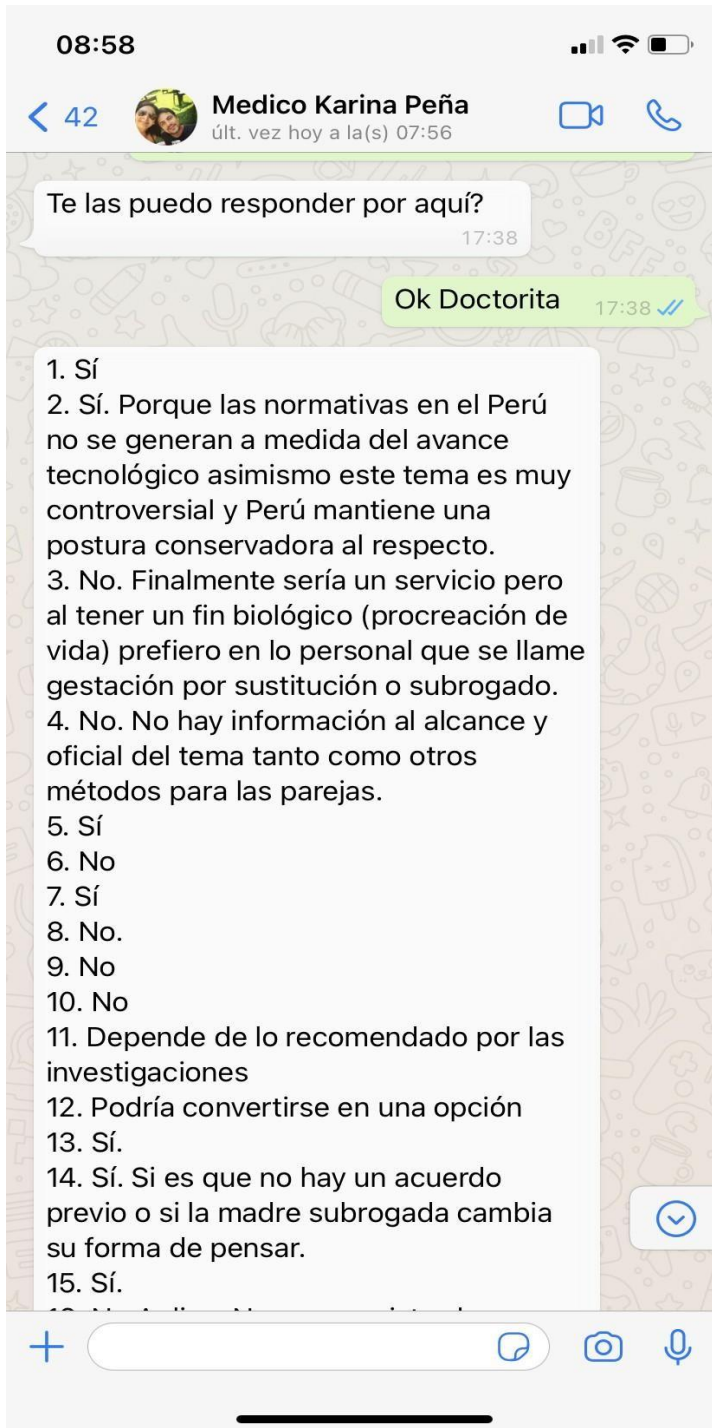 08:58
42
Medico Karina Peña
últ. vez hoy a la(s) 07:56
Te las puedo responder por aquí?
17:38
Ok Doctorita 17:38
1. Sí
2. Sí. Porque las normativas en el Perú
no se generan a medida del avance
tecnológico asimismo este tema es muy
controversial y Perú mantiene una
postura conservadora al respecto.
3. No. Finalmente sería un servicio pero
al tener un fin biológico (procreación de
vida) prefiero en lo personal que se llame
gestación por sustitución o subrogado.
4. No. No hay información al alcance y
oficial del tema tanto como otros
métodos para las parejas.
5. Sí
6. No
7. Sí
8. No.
9. No
10. No
11. Depende de lo recomendado por las
investigaciones
12. Podría convertirse en una opción
13. Sí.
14. Sí. Si es que no hay un acuerdo
previo o si la madre subrogada cambia
su forma de pensar.
15. Sí.